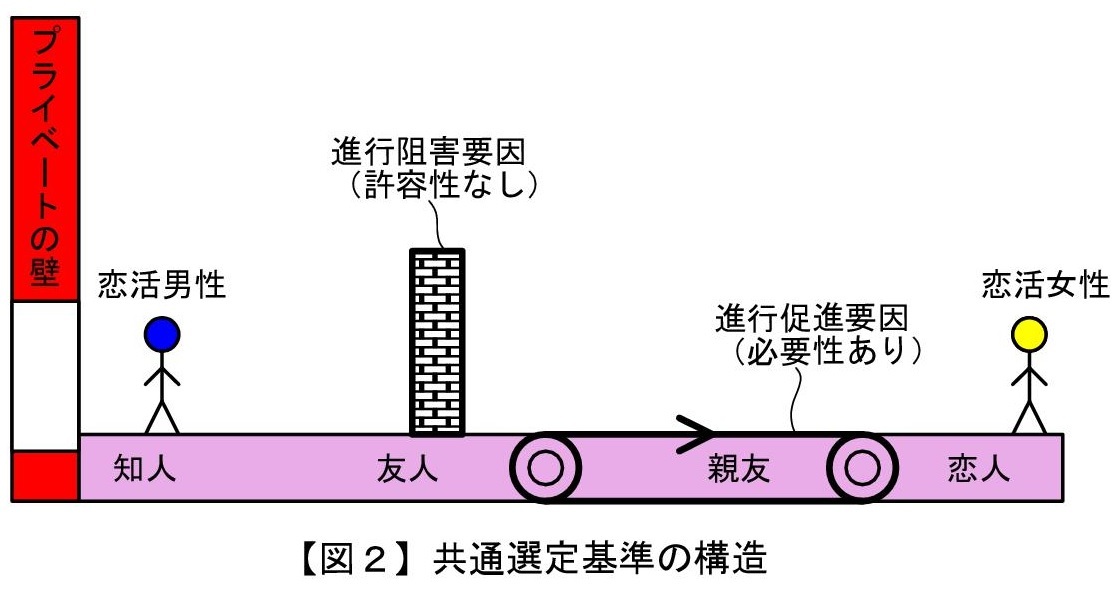 プライベートの壁
進行阻害要因
（許容性なし）
恋活男性
恋活女性
進行促進要因
（必要性あり）
知人
友人
親友
恋人
【図２】共通選定基準の構造